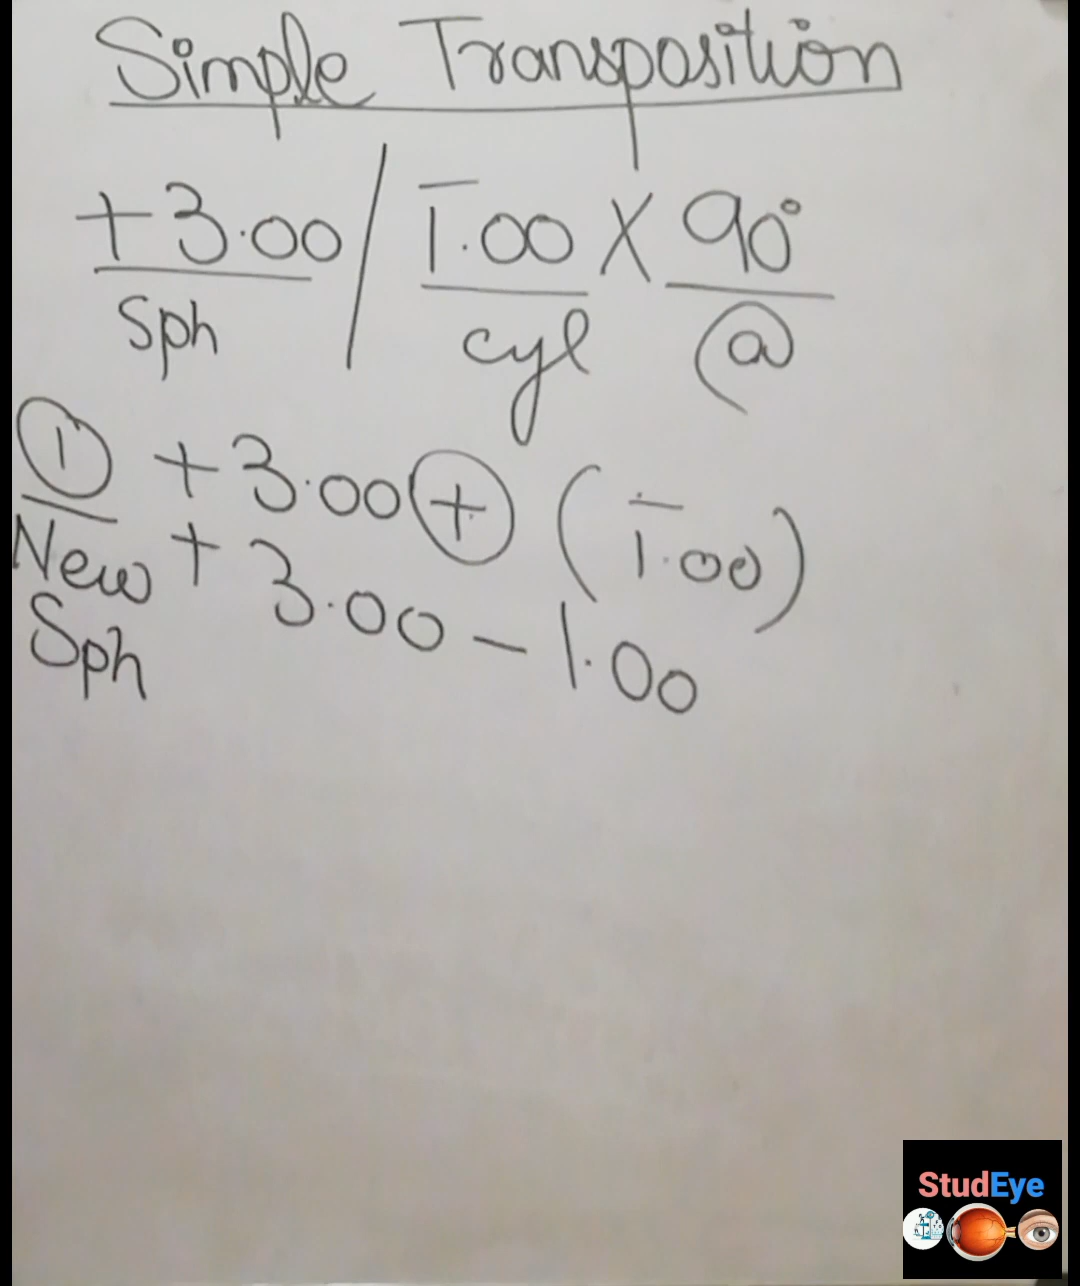 Simple Transposition
+3.00 / -1.00 X 90°
Sph cyl @
① +3.00 + (-1.00)
New +3.00 - 1.00
Sph
StudEye